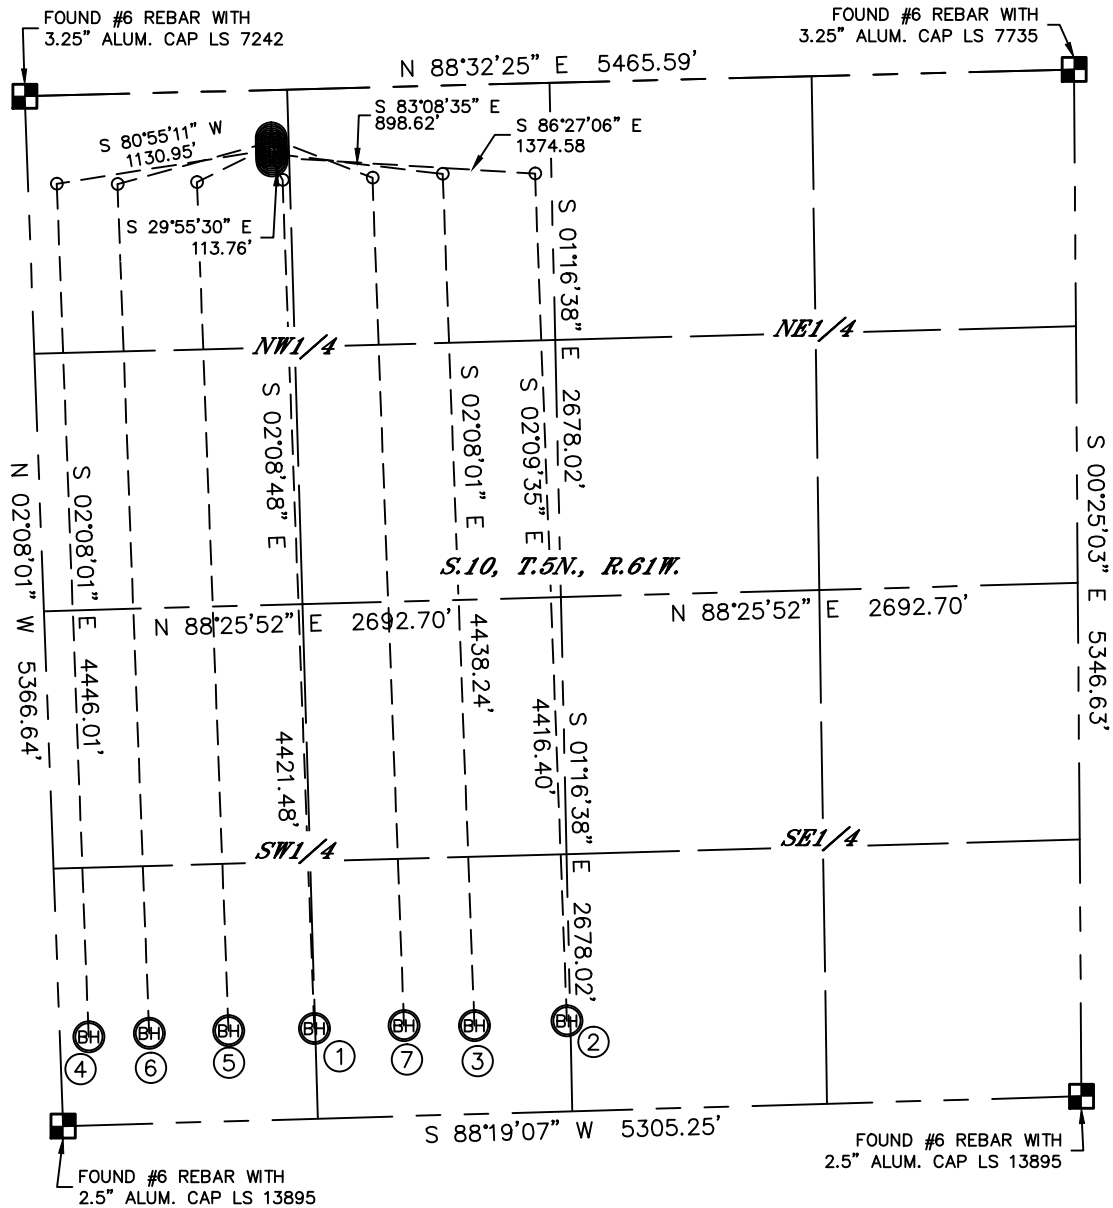 FOUND #6 REBAR WITH
3.25" ALUM. CAP LS 7242
FOUND #6 REBAR WITH
3.25" ALUM. CAP LS 7735
N 88°32'25" E 5465.59'
S 83°08'35" E
898.62'
S 86°27'06" E
1374.58
S 80°55'11" W
1130.95'
S 29°55'30" E
113.76'
S 01°16'38" E 2678.02'
NW1/4
NE1/4
S 02°08'48" E
4421.48'
S 02°08'01" E
4438.24'
S 02°09'35" E
4416.40'
N 02°08'01" W 5366.64'
S 02°08'01" E 4446.01'
S 00°25'03" E 5346.63'
S.10, T.5N., R.61W.
N 88°25'52" E 2692.70'
N 88°25'52" E 2692.70'
S 01°16'38" E 2678.02'
SW1/4
SE1/4
BH
BH
BH
BH
BH
BH
BH
4
6
5
1
7
3
2
S 88°19'07" W 5305.25'
FOUND #6 REBAR WITH
2.5" ALUM. CAP LS 13895
FOUND #6 REBAR WITH
2.5" ALUM. CAP LS 13895